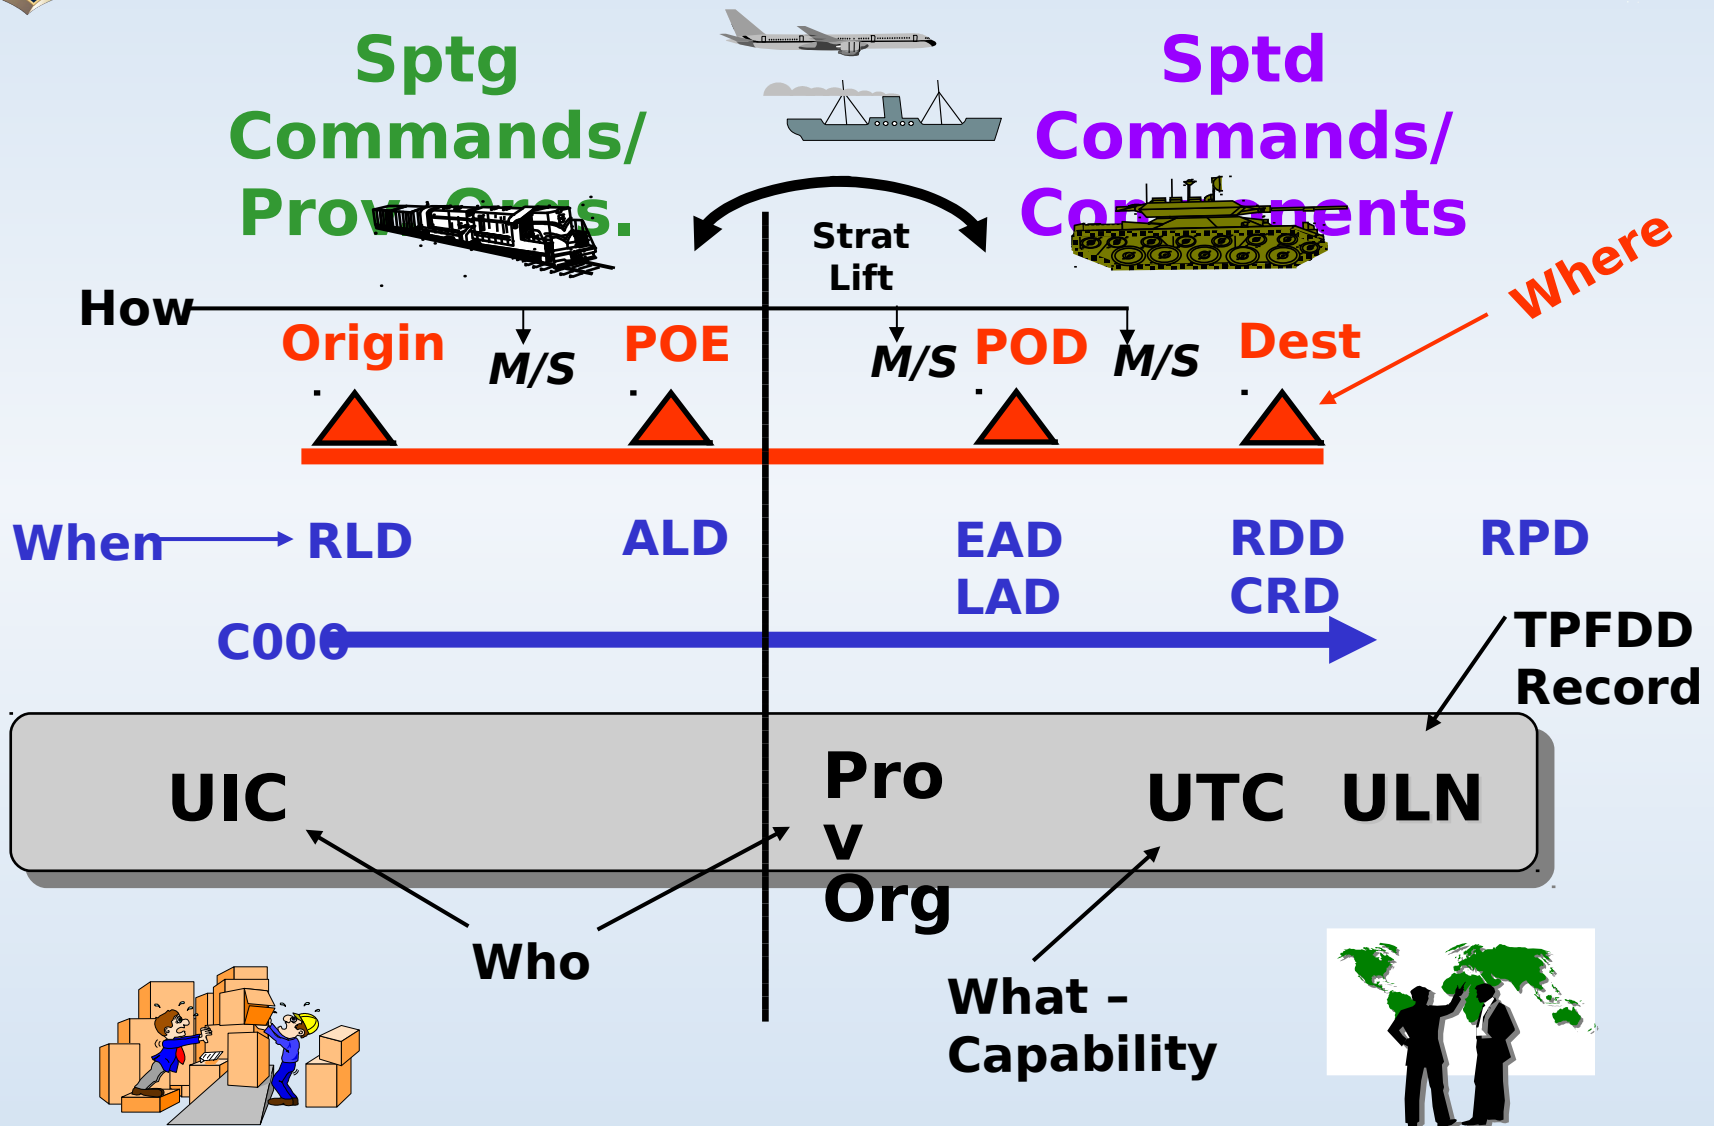 Sptg
Commands/
Prov. Orgs.
Sptd
Commands/
Components
Strat
Lift
Where
How
Origin
M/S
POE
M/S
POD
M/S
Dest
When
RLD
ALD
EAD
LAD
RDD
CRD
RPD
C000
TPFDD
Record
UIC
Pro
v
Org
UTC
ULN
Who
What –
Capability